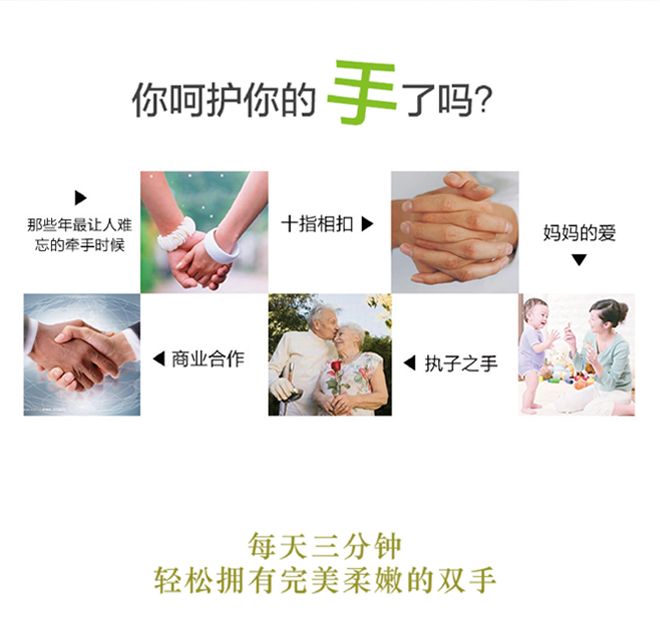 你呵护你的手了吗?
那些年最让人难
忘的牵手时候
十指相扣
妈妈的爱
商业合作
执子之手
每天三分钟
轻松拥有完美柔嫩的双手